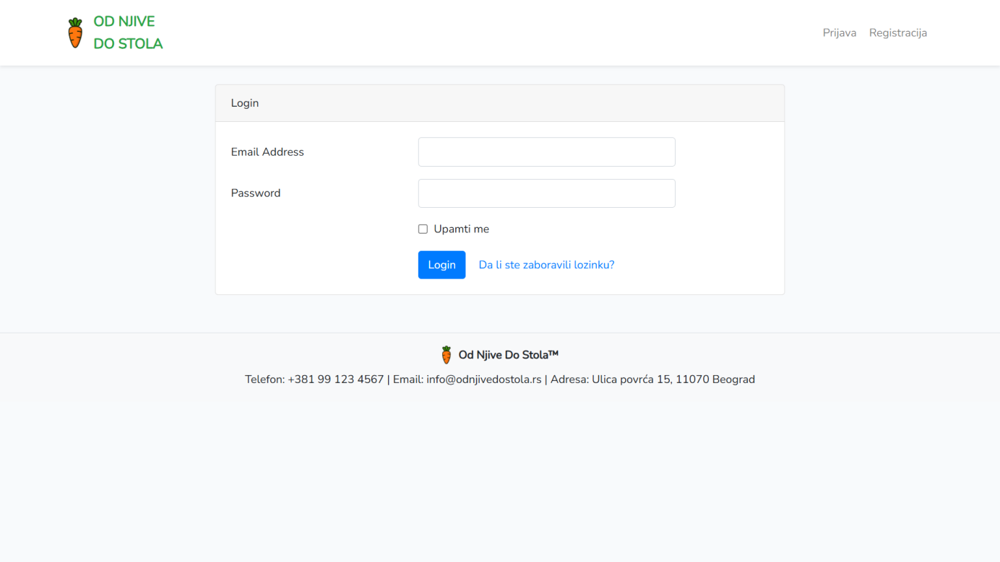 OD NJIVE
DO STOLA
Prijava Registracija
Login
Email Address
Password
Upamti me
Login Da li ste zaboravili lozinku?
Od Njive Do Stola™
Telefon: +381 99 123 4567 | Email: info@odnjivedostola.rs | Adresa: Ulica povrća 15, 11070 Beograd